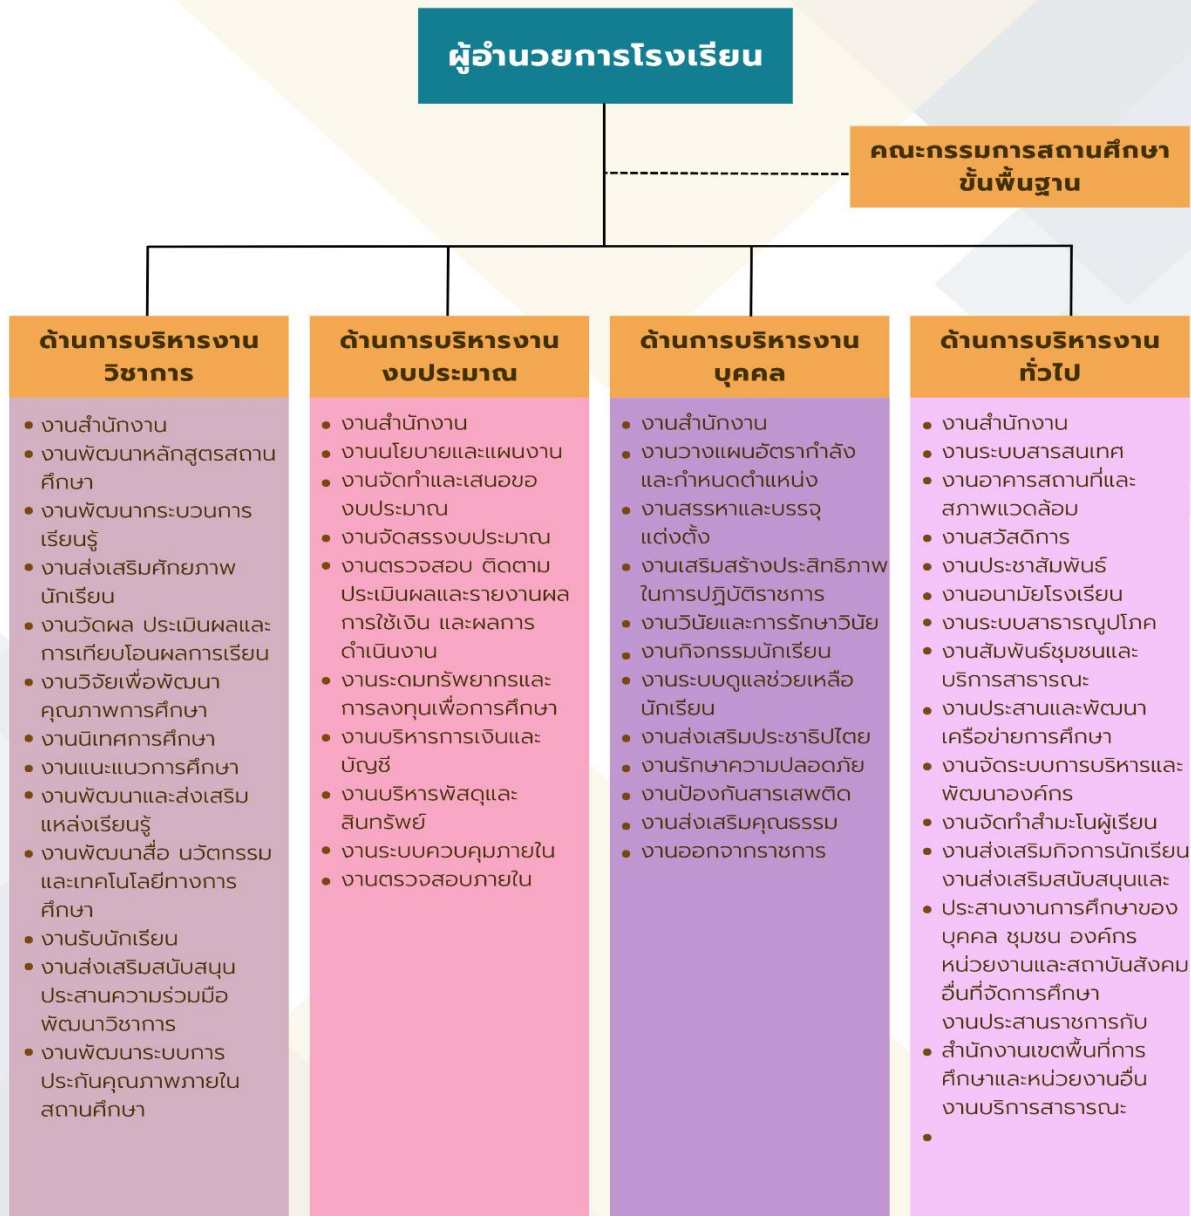 ผู้อำนวยการโรงเรียน
คณะกรรมการสถานศึกษา
ขั้นพื้นฐาน
ด้านการบริหารงาน
วิชาการ
• งานสำนักงาน
• งานพัฒนาหลักสูตรสถาน
ศึกษา
• งานพัฒนากระบวนการ
เรียนรู้
• งานส่งเสริมศักยภาพ
นักเรียน
• งานวัดผล ประเมินผลและ
การเทียบโอนผลการเรียน
• งานวิจัยเพื่อพัฒนา
คุณภาพการศึกษา
• งานนิเทศการศึกษา
• งานแนะแนวการศึกษา
• งานพัฒนาและส่งเสริม
แหล่งเรียนรู้
• งานพัฒนาสื่อ นวัตกรรม
และเทคโนโลยีทางการ
ศึกษา
• งานรับนักเรียน
• งานส่งเสริมสนับสนุน
ประสานความร่วมมือ
พัฒนาวิชาการ
• งานพัฒนาระบบการ
ประกันคุณภาพภายใน
สถานศึกษา
ด้านการบริหารงาน
งบประมาณ
• งานสำนักงาน
• งานนโยบายและแผนงาน
• งานจัดทำและเสนอขอ
งบประมาณ
• งานจัดสรรงบประมาณ
• งานตรวจสอบ ติดตาม
ประเมินผลและรายงานผล
การใช้เงิน และผลการ
ดำเนินงาน
• งานระดมทรัพยากรและ
การลงทุนเพื่อการศึกษา
• งานบริหารการเงินและ
บัญชี
• งานบริหารพัสดุและ
สินทรัพย์
• งานระบบควบคุมภายใน
• งานตรวจสอบภายใน
ด้านการบริหารงาน
บุคคล
• งานสำนักงาน
• งานวางแผนอัตรากำลัง
และกำหนดตำแหน่ง
• งานสรรหาและบรรจุ
แต่งตั้ง
• งานเสริมสร้างประสิทธิภาพ
ในการปฏิบัติราชการ
• งานวินัยและการรักษาวินัย
• งานกิจกรรมนักเรียน
• งานระบบดูแลช่วยเหลือ
นักเรียน
• งานส่งเสริมประชาธิปไตย
• งานรักษาความปลอดภัย
• งานป้องกันสารเสพติด
• งานส่งเสริมคุณธรรม
• งานออกจากราชการ
ด้านการบริหารงาน
ทั่วไป
• งานสำนักงาน
• งานระบบสารสนเทศ
• งานอาคารสถานที่และ
สภาพแวดล้อม
• งานสวัสดิการ
• งานประชาสัมพันธ์
• งานอนามัยโรงเรียน
• งานระบบสาธารณูปโภค
• งานสัมพันธ์ชุมชนและ
บริการสาธารณะ
• งานประสานและพัฒนา
เครือข่ายการศึกษา
• งานจัดระบบการบริหารและ
พัฒนาองค์กร
• งานจัดทำสำมะโนผู้เรียน
• งานส่งเสริมกิจการนักเรียน
งานส่งเสริมสนับสนุนและ
• ประสานงานการศึกษาของ
บุคคล ชุมชน องค์กร
หน่วยงานและสถาบันสังคม
อื่นที่จัดการศึกษา
งานประสานราชการกับ
• สำนักงานเขตพื้นที่การ
ศึกษาและหน่วยงานอื่น
งานบริการสาธารณะ
•